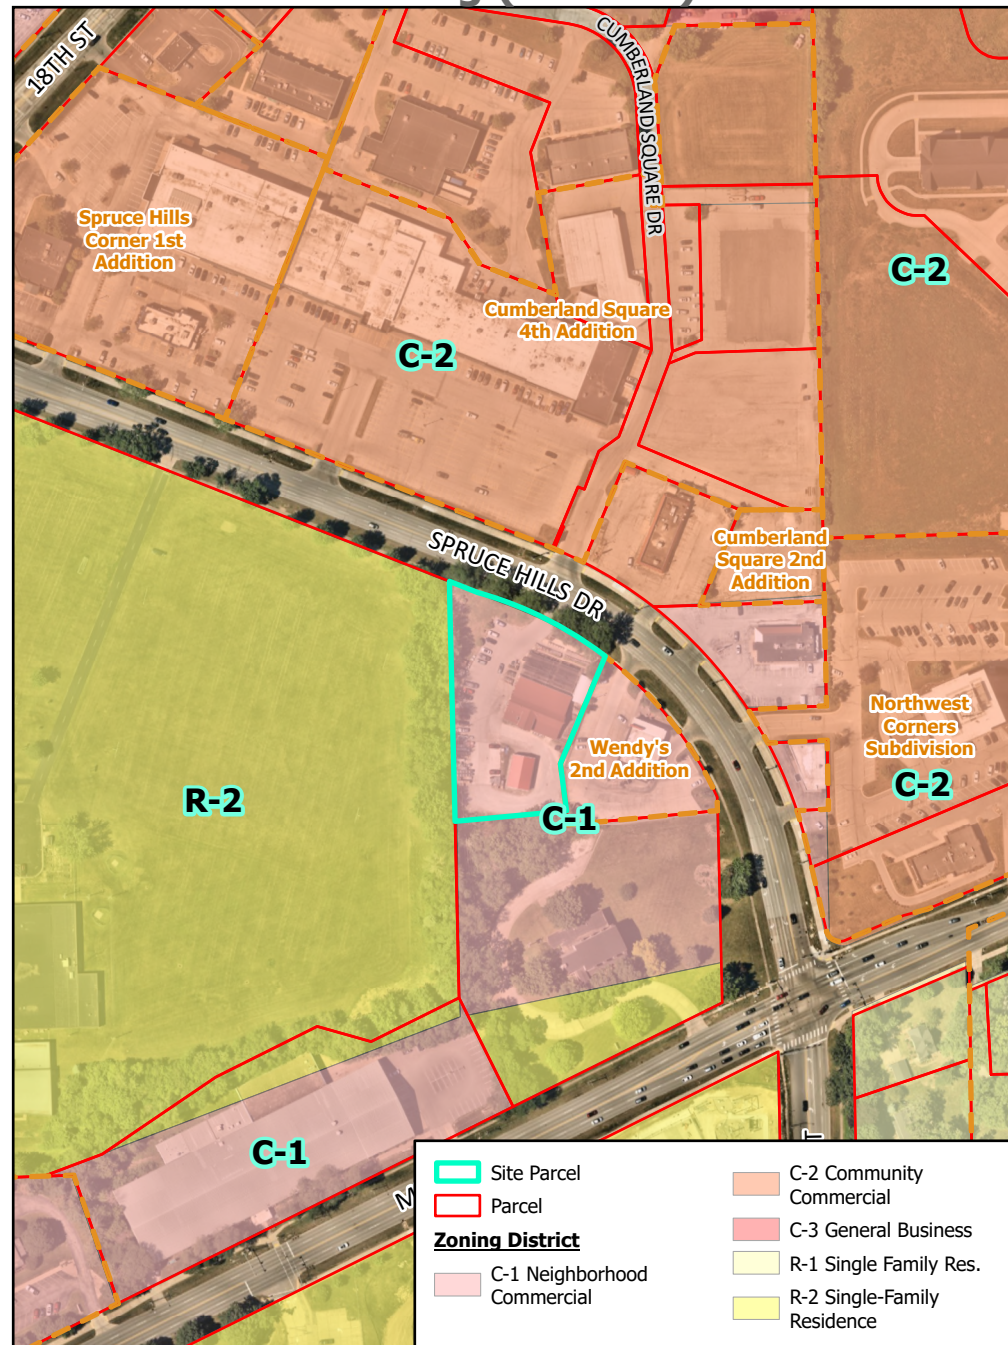 18TH ST
CUMBERLAND SQUARE DR
Spruce Hills
Corner 1st
Addition
C-2
Cumberland Square
4th Addition
C-2
SPRUCE HILLS DR
Cumberland
Square 2nd
Addition
Northwest
Corners
Subdivision
C-2
Wendy's
2nd Addition
R-2
C-1
C-1
Site Parcel
Parcel
Zoning District
C-1 Neighborhood
Commercial
C-2 Community
Commercial
C-3 General Business
R-1 Single Family Res.
R-2 Single-Family
Residence